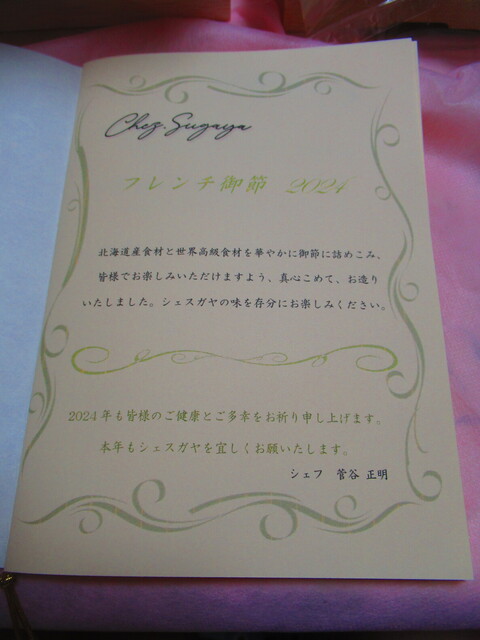 Chez.Sugaya
フレンチ御節 2024
北海道産食材と世界高級食材を華やかに御節に詰めこみ、
皆様でお楽しみいただけますよう、真心こめて、お造り
いたしました。シェスガヤの味を存分にお楽しみください。
2024年も皆様のご健康とご多幸をお祈り申し上げます。
本年もシェスガヤを宜しくお願いたします。
シェフ 菅谷 正明